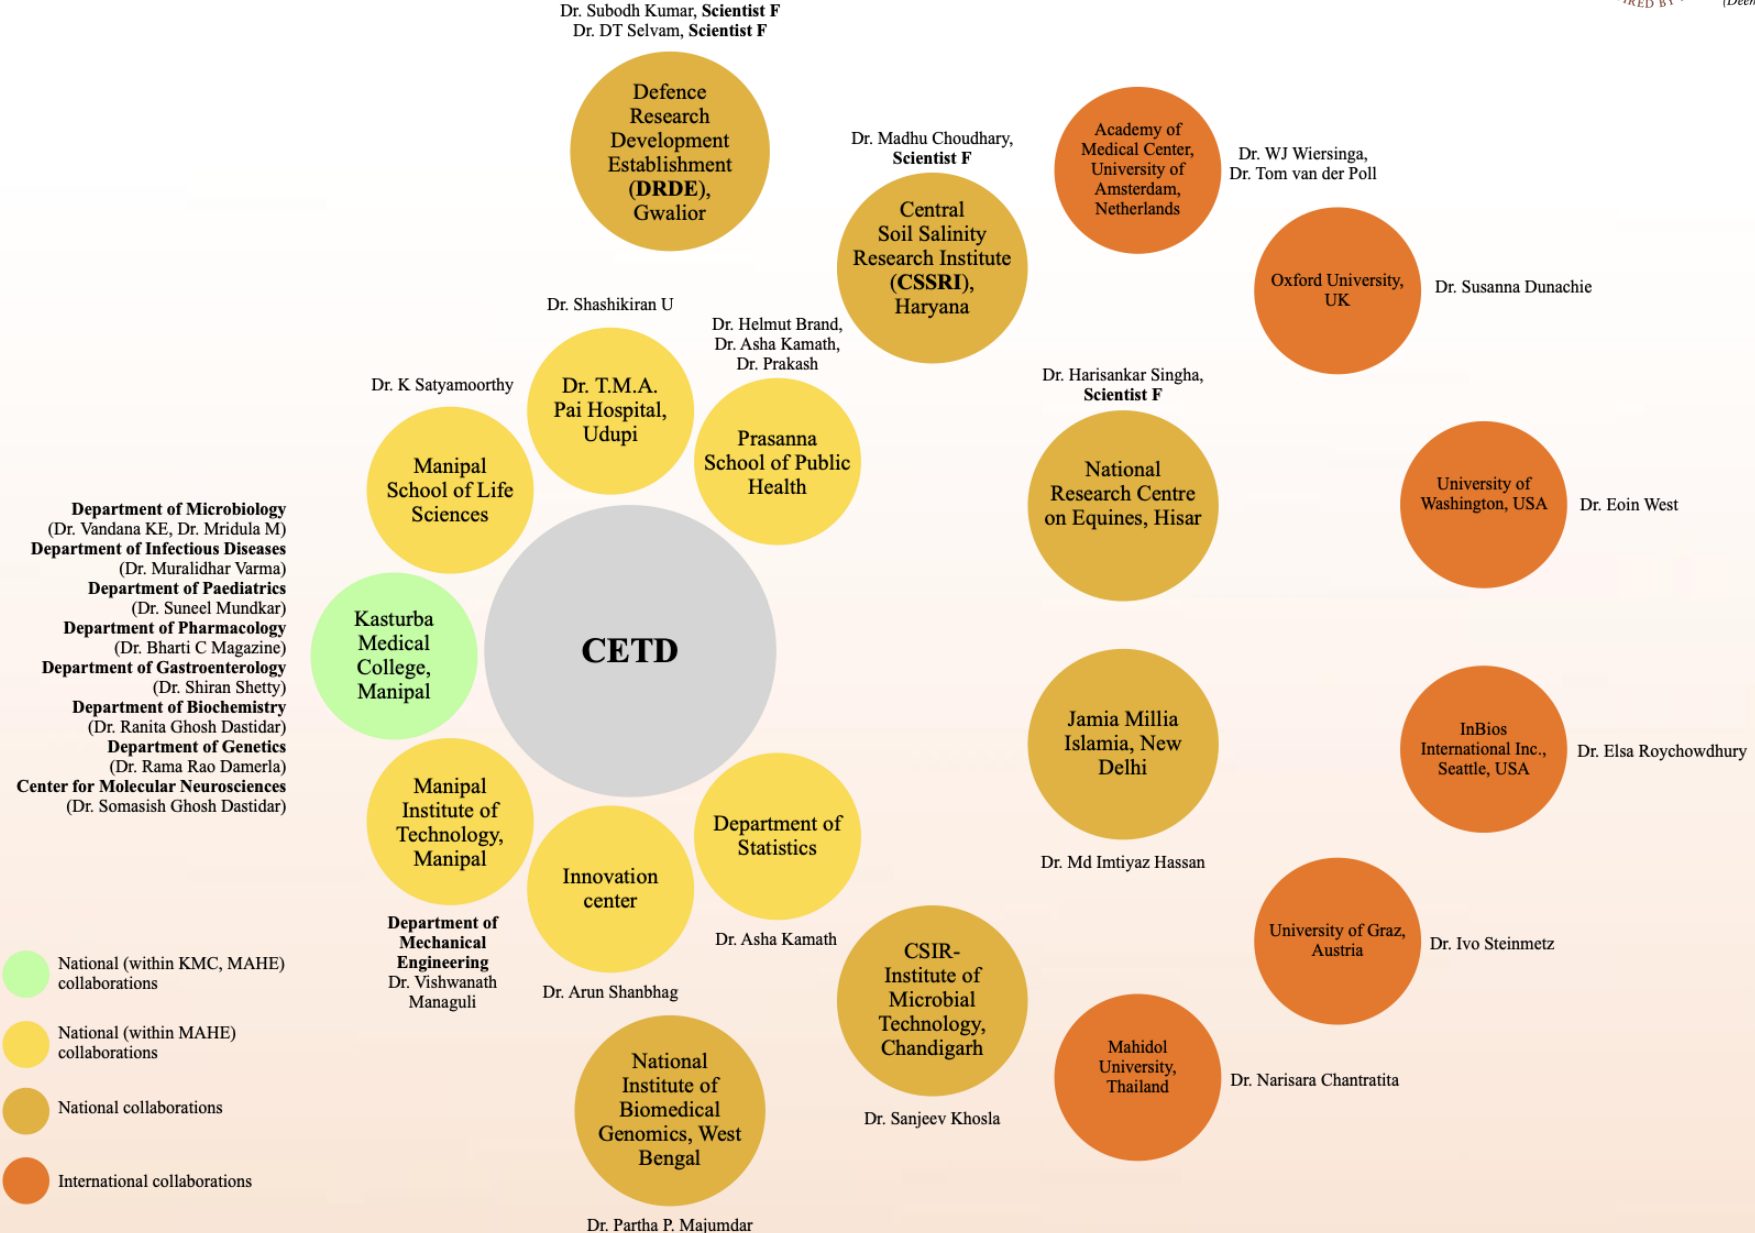 Dr. Subodh Kumar, Scientist F
Dr. DT Selvam, Scientist F
Defence
Research
Development
Establishment
(DRDE),
Gwalior
Dr. Madhu Choudhary,
Scientist F
Central
Soil Salinity
Research Institute
(CSSRI),
Haryana
Academy of
Medical Center,
University of
Amsterdam,
Netherlands
Dr. WJ Wiersinga,
Dr. Tom van der Poll
Oxford University,
UK
Dr. Susanna Dunachie
Dr. Shashikiran U
Dr. T.M.A.
Pai Hospital,
Udupi
Dr. Helmut Brand,
Dr. Asha Kamath,
Dr. Prakash
Prasanna
School of Public
Health
Dr. K Satyamoorthy
Manipal
School of Life
Sciences
Dr. Harisankar Singha,
Scientist F
National
Research Centre
on Equines, Hisar
University of
Washington, USA
Dr. Eoin West
Department of Microbiology
(Dr. Vandana KE, Dr. Mridula M)
Department of Infectious Diseases
(Dr. Muralidhar Varma)
Department of Paediatrics
(Dr. Suneel Mundkar)
Department of Pharmacology
(Dr. Bharti C Magazine)
Department of Gastroenterology
(Dr. Shiran Shetty)
Department of Biochemistry
(Dr. Ranita Ghosh Dastidar)
Department of Genetics
(Dr. Rama Rao Damerla)
Center for Molecular Neurosciences
(Dr. Somasish Ghosh Dastidar)
Kasturba
Medical
College,
Manipal
CETD
Jamia Millia
Islamia, New
Delhi
Dr. Md Imtiyaz Hassan
InBios
International Inc.,
Seattle, USA
Dr. Elsa Roychowdhury
Manipal
Institute of
Technology,
Manipal
Department of
Mechanical
Engineering
Dr. Vishwanath
Managuli
Innovation
center
Dr. Arun Shanbhag
Department of
Statistics
Dr. Asha Kamath
CSIR-
Institute of
Microbial
Technology,
Chandigarh
Dr. Sanjeev Khosla
University of Graz,
Austria
Dr. Ivo Steinmetz
Mahidol
University,
Thailand
Dr. Narisara Chantratita
National
Institute of
Biomedical
Genomics, West
Bengal
Dr. Partha P. Majumdar
National (within KMC, MAHE)
collaborations
National (within MAHE)
collaborations
National collaborations
International collaborations